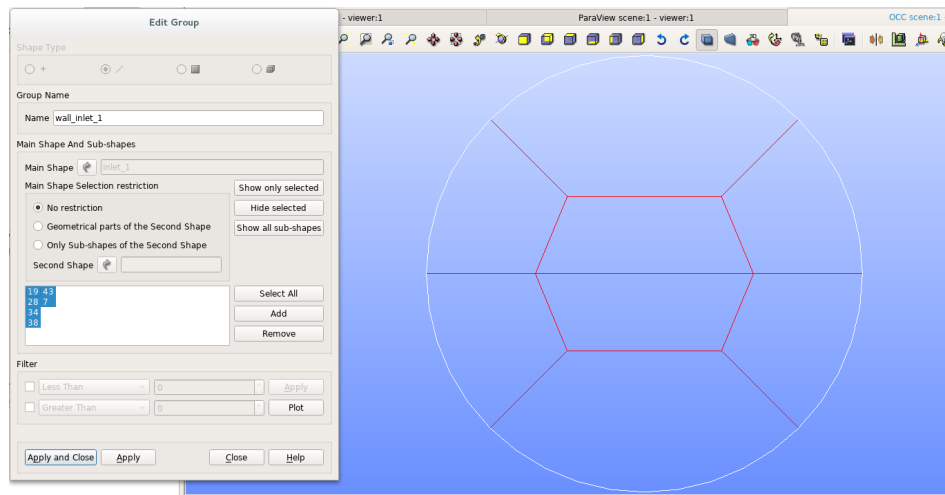 Edit Group
- viewer:1
ParaView scene:1 - viewer:1
OCC scene:1
Shape Type
Group Name
Name wall_inlet_1
Main Shape And Sub-shapes
Main Shape inlet_1
Main Shape Selection restriction
Show only selected
No restriction
Hide selected
Geometrical parts of the Second Shape
Show all sub-shapes
Only Sub-shapes of the Second Shape
Second Shape
19 43
28 7
34
38
Select All
Add
Remove
Filter
Less Than 0 Apply
Greater Than 0 Plot
Apply and Close Apply Close Help